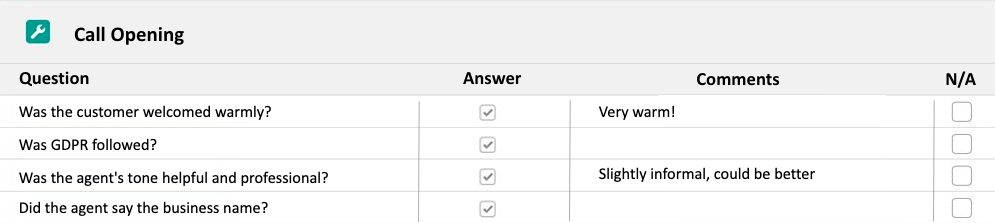 Call Opening
Question Answer Comments N/A
Was the customer welcomed warmly? Very warm!
Was GDPR followed?
Was the agent's tone helpful and professional? Slightly informal, could be better
Did the agent say the business name?